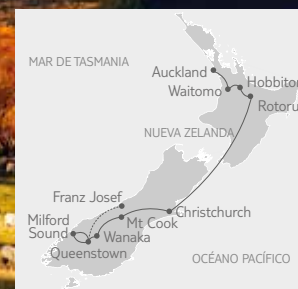 MAR DE TASMANIA
Auckland
Waitomo
Hobbiton
Rotoru
NUEVA ZELANDA
Franz Josef
Milford
Sound
Mt Cook
Christchurch
Wanaka
Queenstown
OCÉANO PACÍFICO